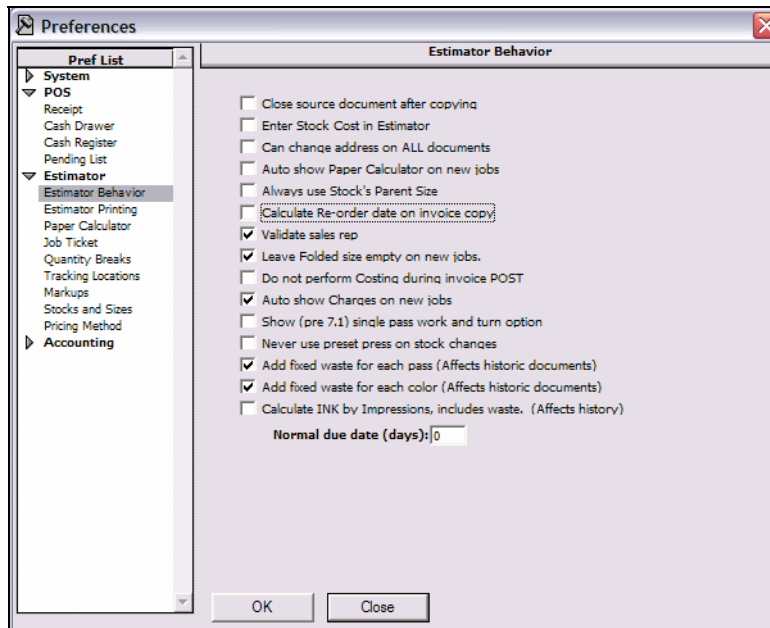 Preferences
Pref List
System
POS
Receipt
Cash Drawer
Cash Register
Pending List
Estimator
Estimator Behavior
Estimator Printing
Paper Calculator
Job Ticket
Quantity Breaks
Tracking Locations
Markups
Stocks and Sizes
Pricing Method
Accounting
Estimator Behavior
Close source document after copying
Enter Stock Cost in Estimator
Can change address on ALL documents
Auto show Paper Calculator on new jobs
Always use Stock's Parent Size
Calculate Re-order date on invoice copy
Validate sales rep
Leave Folded size empty on new jobs.
Do not perform Costing during invoice POST
Auto show Charges on new jobs
Show (pre 7.1) single pass work and turn option
Never use preset press on stock changes
Add fixed waste for each pass (Affects historic documents)
Add fixed waste for each color (Affects historic documents)
Calculate INK by Impressions, includes waste. (Affects history)
Normal due date (days): 0
OK Close